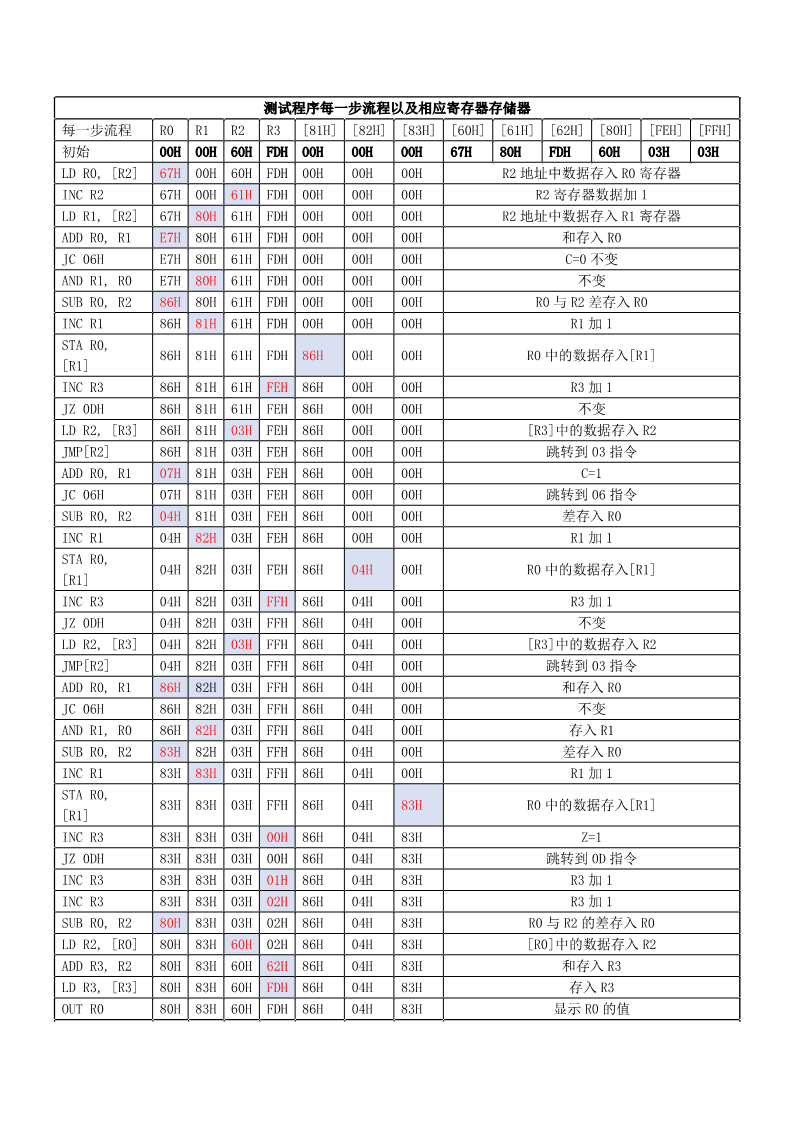 测试程序每一步流程以及相应寄存器存储器
每一步流程 R0 R1 R2 R3 [81H] [82H] [83H] [60H] [61H] [62H] [80H] [FEH] [FFH]
初始 00H 00H 60H FDH 00H 00H 00H 67H 80H FDH 60H 03H 03H
LD R0, [R2] 67H 00H 60H FDH 00H 00H 00H R2 地址中数据存入 R0 寄存器
INC R2 67H 00H 61H FDH 00H 00H 00H R2 寄存器数据加 1
LD R1, [R2] 67H 80H 61H FDH 00H 00H 00H R2 地址中数据存入 R1 寄存器
ADD R0, R1 E7H 80H 61H FDH 00H 00H 00H 和存入 R0
JC 06H E7H 80H 61H FDH 00H 00H 00H C=0 不变
AND R1, R0 E7H 80H 61H FDH 00H 00H 00H 不变
SUB R0, R2 86H 80H 61H FDH 00H 00H 00H R0 与 R2 差存入 R0
INC R1 86H 81H 61H FDH 00H 00H 00H R1 加 1
STA R0,
[R1] 86H 81H 61H FDH 86H 00H 00H R0 中的数据存入[R1]
INC R3 86H 81H 61H FEH 86H 00H 00H R3 加 1
JZ 0DH 86H 81H 61H FEH 86H 00H 00H 不变
LD R2, [R3] 86H 81H 03H FEH 86H 00H 00H [R3]中的数据存入 R2
JMP[R2] 86H 81H 03H FEH 86H 00H 00H 跳转到 03 指令
ADD R0, R1 07H 81H 03H FEH 86H 00H 00H C=1
JC 06H 07H 81H 03H FEH 86H 00H 00H 跳转到 06 指令
SUB R0, R2 04H 81H 03H FEH 86H 00H 00H 差存入 R0
INC R1 04H 82H 03H FEH 86H 00H 00H R1 加 1
STA R0,
[R1] 04H 82H 03H FEH 86H 04H 00H R0 中的数据存入[R1]
INC R3 04H 82H 03H FFH 86H 04H 00H R3 加 1
JZ 0DH 04H 82H 03H FFH 86H 04H 00H 不变
LD R2, [R3] 04H 82H 03H FFH 86H 04H 00H [R3]中的数据存入 R2
JMP[R2] 04H 82H 03H FFH 86H 04H 00H 跳转到 03 指令
ADD R0, R1 86H 82H 03H FFH 86H 04H 00H 和存入 R0
JC 06H 86H 82H 03H FFH 86H 04H 00H 不变
AND R1, R0 86H 82H 03H FFH 86H 04H 00H 存入 R1
SUB R0, R2 83H 82H 03H FFH 86H 04H 00H 差存入 R0
INC R1 83H 83H 03H FFH 86H 04H 00H R1 加 1
STA R0,
[R1] 83H 83H 03H FFH 86H 04H 83H R0 中的数据存入[R1]
INC R3 83H 83H 03H 00H 86H 04H 83H Z=1
JZ 0DH 83H 83H 03H 00H 86H 04H 83H 跳转到 0D 指令
INC R3 83H 83H 03H 01H 86H 04H 83H R3 加 1
INC R3 83H 83H 03H 02H 86H 04H 83H R3 加 1
SUB R0, R2 80H 83H 03H 02H 86H 04H 83H R0 与 R2 的差存入 R0
LD R2, [R0] 80H 83H 60H 02H 86H 04H 83H [R0]中的数据存入 R2
ADD R3, R2 80H 83H 60H 62H 86H 04H 83H 和存入 R3
LD R3, [R3] 80H 83H 60H FDH 86H 04H 83H 存入 R3
OUT R0 80H 83H 60H FDH 86H 04H 83H 显示 R0 的值